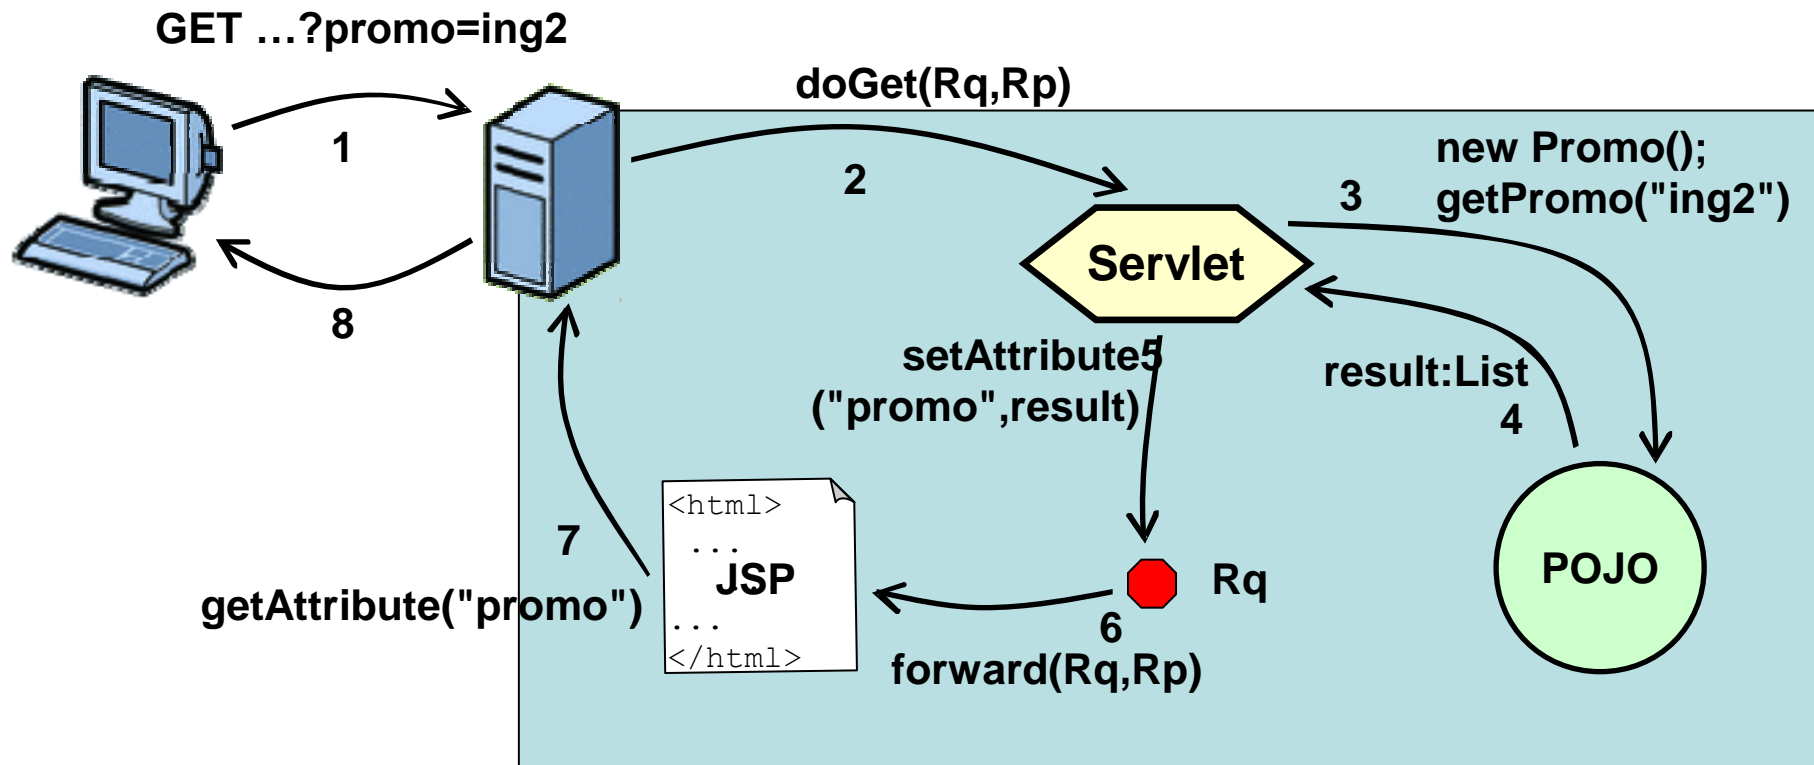 GET …?promo=ing2
doGet(Rq,Rp)
1
2
3
new Promo();
getPromo("ing2")
Servlet
8
setAttribute5
("promo",result)
result:List
4
<html>
...
JSP
...
</html>
7
getAttribute("promo")
Rq
POJO
6
forward(Rq,Rp)